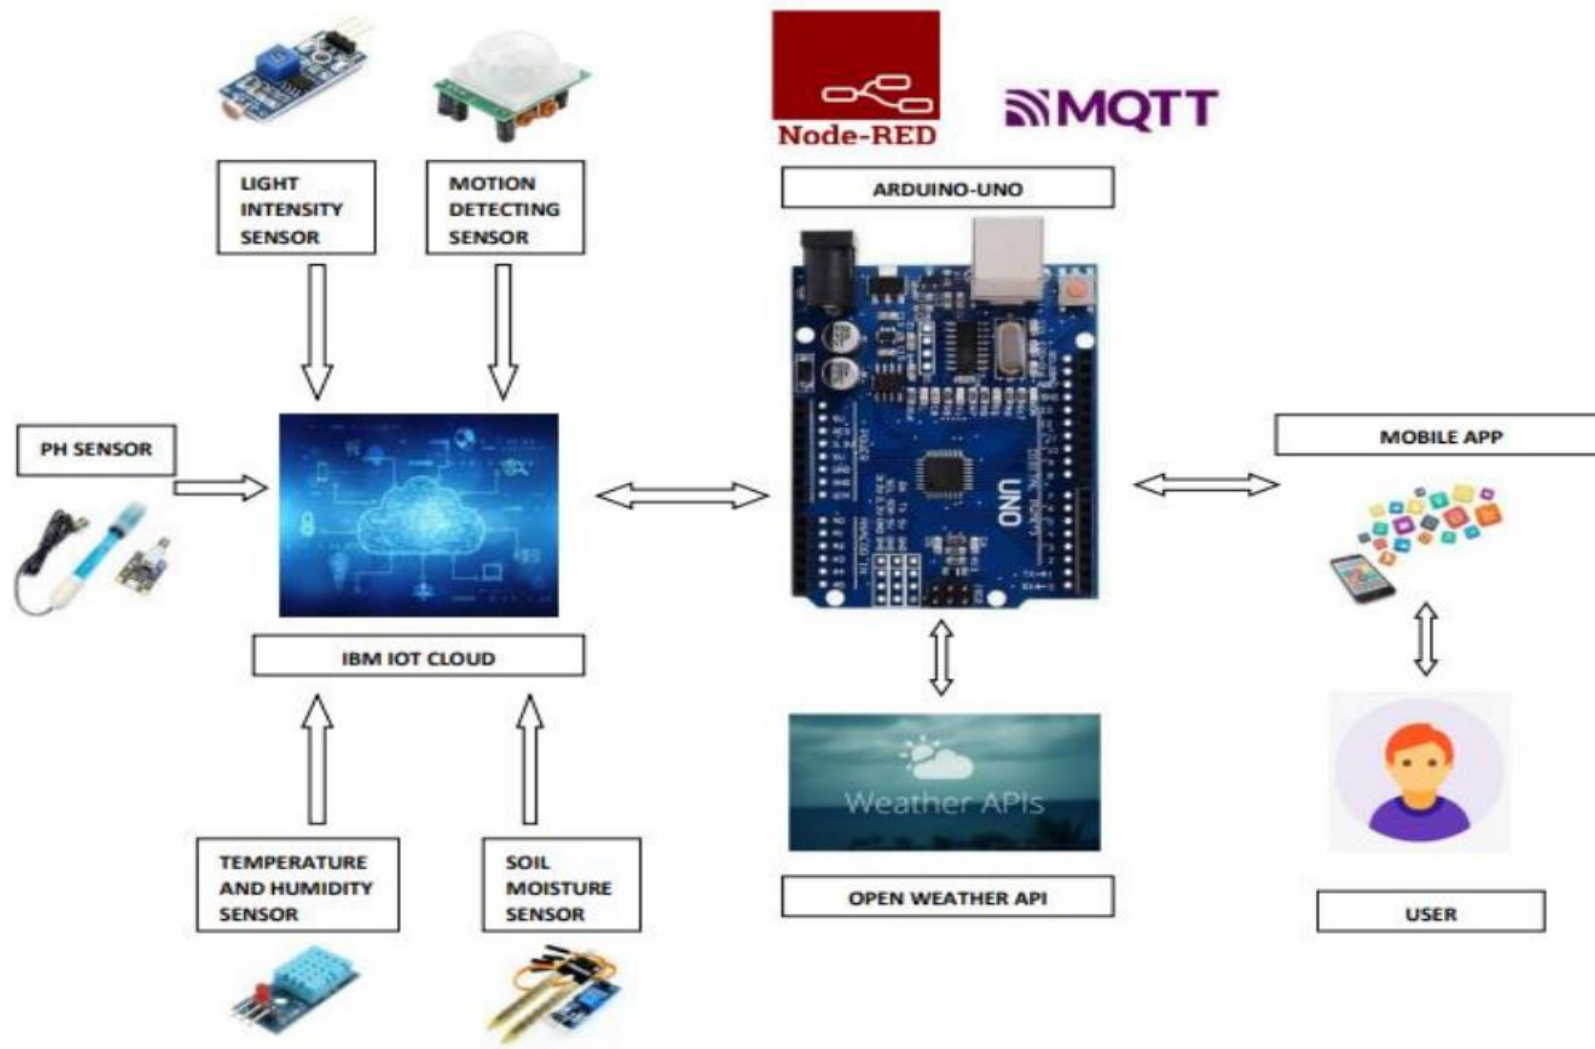 Node-RED
MQTT
LIGHT
INTENSITY
SENSOR
MOTION
DETECTING
SENSOR
ARDUINO-UNO
PH SENSOR
MOBILE APP
UNO
IBM IOT CLOUD
Weather APIs
TEMPERATURE
AND HUMIDITY
SENSOR
SOIL
MOISTURE
SENSOR
OPEN WEATHER API
USER